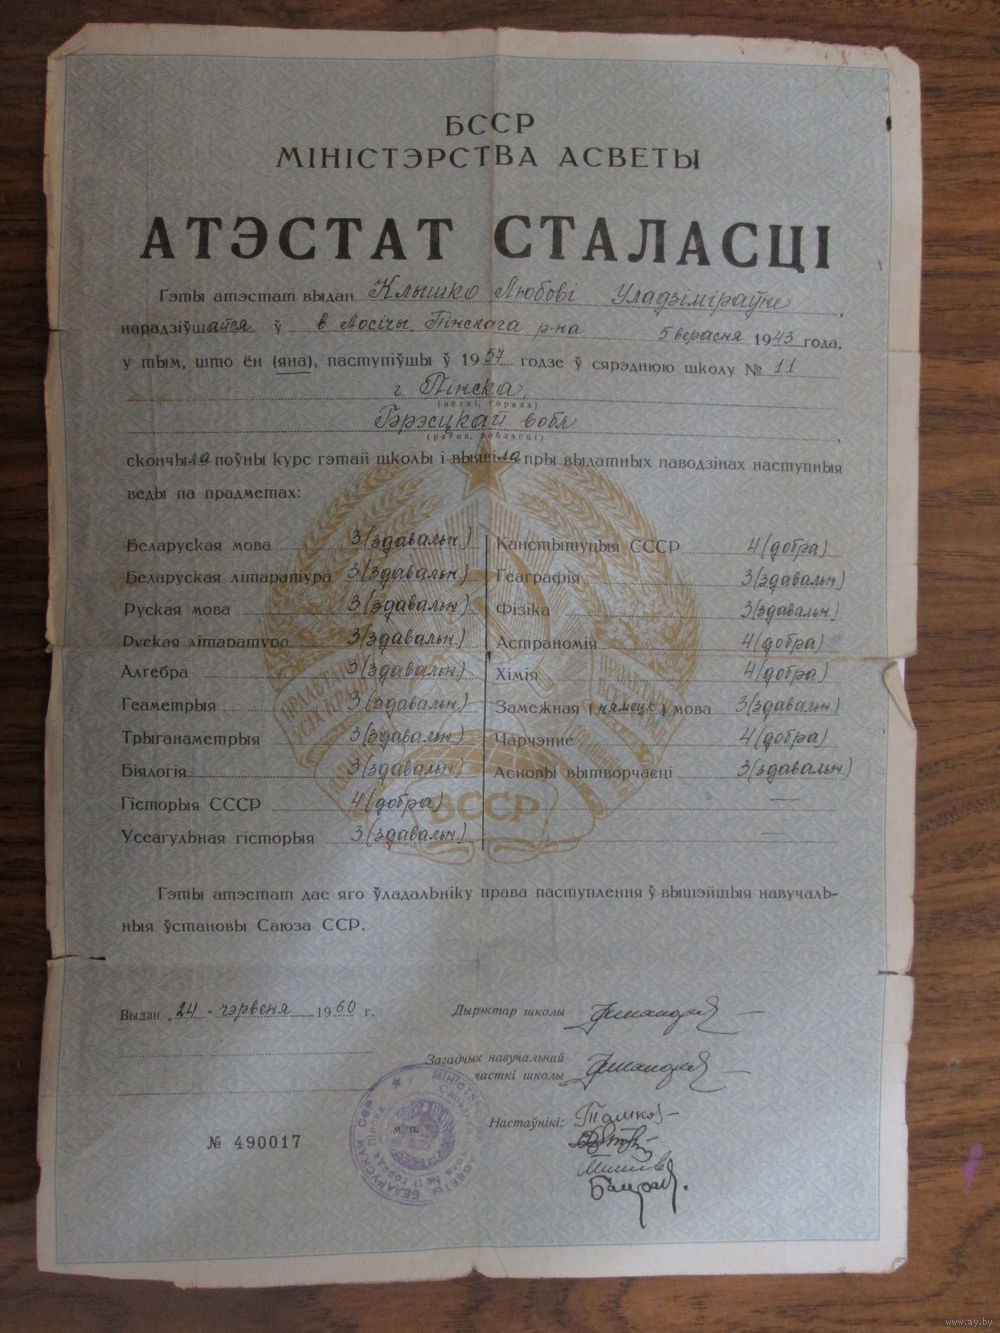 БССР
МІНІСТЭРСТВА АСВЕТЫ
АТЭСТАТ СТАЛАСЦІ
Гэты атэстат выдан Клышко Любові Уладзіміраўне,
нарадзіўшайся ў в Лосічы, Пінскага р-на 5 верасня 1943 года,
у тым, што ён (яна), паступіўшы ў 1957 годзе ў сярэднюю школу № 11
г. Пінска,
(вёскі, горада)
Брэсцкай вобл,
(раёна, вобласці)
скончыла поўны курс гэтай школы і выявіла пры выдатных паводзінах наступныя
веды па прадметах:
Беларуская мова 3 (здавальн.)
Беларуская літаратура 3 (здавальн)
Руская мова 3 (здавальн)
Руская літаратура 3 (здавальн)
Алгебра 3 (здавальн)
Геаметрыя 3 (здавальн)
Трыганаметрыя 3 (здавальн)
Біялогія 3 (здавальн)
Гісторыя СССР 4 (добра)
Усеагульная гісторыя 3 (здавальн)
Канстытуцыя СССР 4 (добра)
Геаграфія 3 (здавальн)
Фізіка 3 (здавальн)
Астраномія 4 (добра)
Хімія 4 (добра)
Замежная (нямецк) мова 3 (здавальн)
Чарчэнне 4 (добра)
Асновы вытворчасці 3 (здавальн)
—
—
БССР
Гэты атэстат дае яго ўладальніку права паступлення ў вышэйшыя навучаль-
ныя ўстановы Саюза ССР.
Выдан „24 " чэрвеня 1960 г.
Дырэктар школы
Загадчык навучальнай
часткі школы
Настаўнікі:
м. п.
№ 490017
www.ay.by